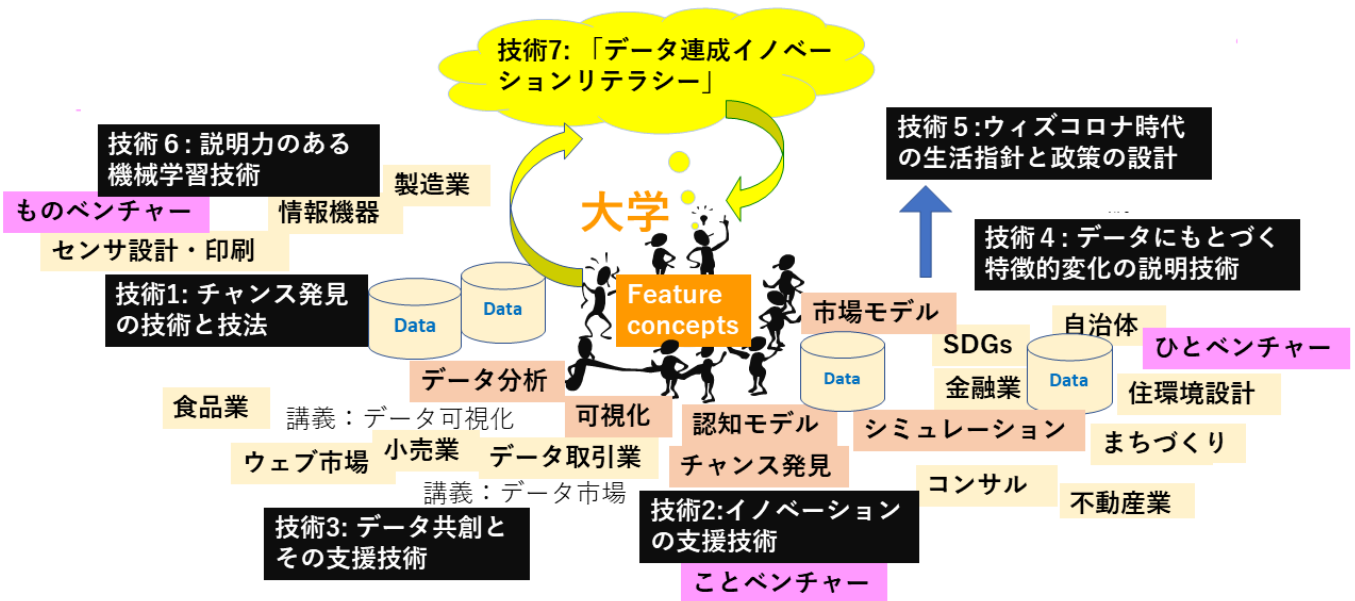 技術7: 「データ連成イノベー
ションリテラシー」
技術６: 説明力のある
機械学習技術
製造業
ものベンチャー
情報機器
センサ設計・印刷
技術1: チャンス発見
の技術と技法
Data
Data
大学
Feature
concepts
技術５:ウィズコロナ時代
の生活指針と政策の設計
技術４: データにもとづく
特徴的変化の説明技術
市場モデル
自治体
SDGs
ひとベンチャー
Data
Data
金融業
住環境設計
データ分析
食品業
講義：データ可視化
可視化
認知モデル
シミュレーション
まちづくり
ウェブ市場
小売業
データ取引業
チャンス発見
コンサル
不動産業
講義：データ市場
技術3: データ共創と
その支援技術
技術2:イノベーション
の支援技術
ことベンチャー